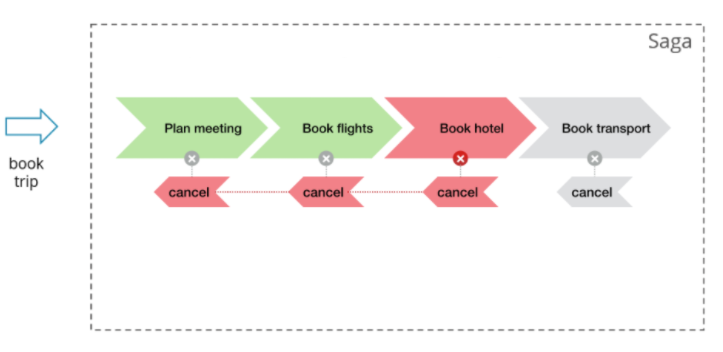 Saga
book
trip
Plan meeting
Book flights
Book hotel
Book transport
cancel
cancel
cancel
cancel